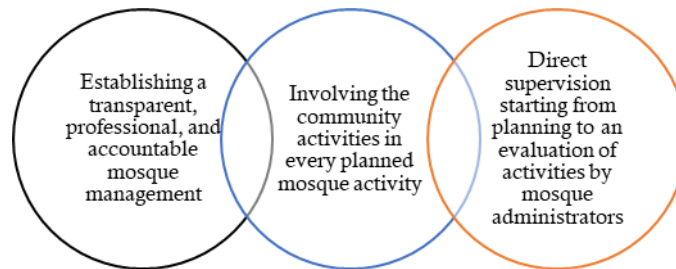 Establishing a
transparent,
professional, and
accountable
mosque
management
Involving the
community
activities in
every planned
mosque activity
Direct
supervision
starting from
planning to an
evaluation of
activities by
mosque
administrators